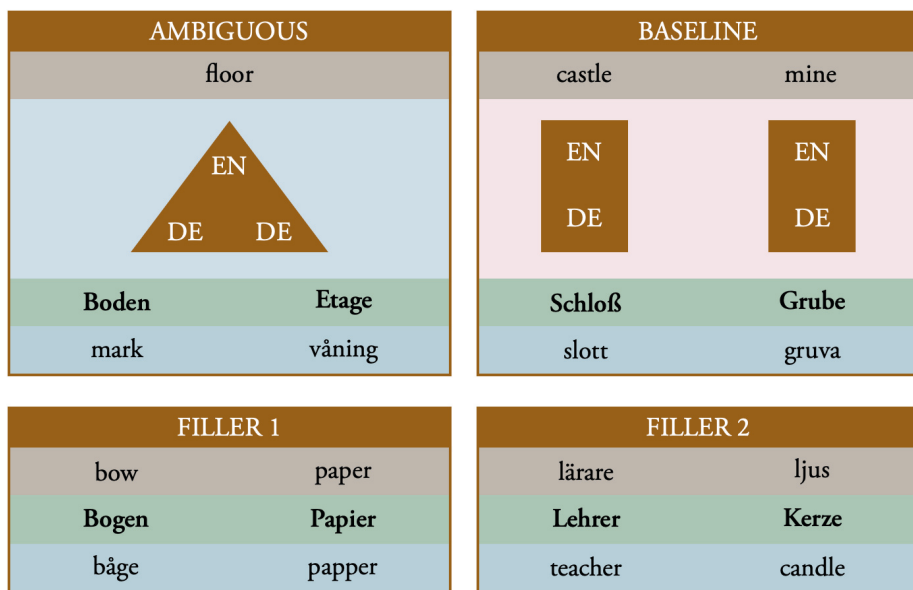 AMBIGUOUS
floor
EN
DE DE
Boden Etage
mark våning
BASELINE
castle mine
EN EN
DE DE
Schloß Grube
slott gruva
FILLER 1
bow paper
Bogen Papier
båge papper
FILLER 2
lärare ljus
Lehrer Kerze
teacher candle